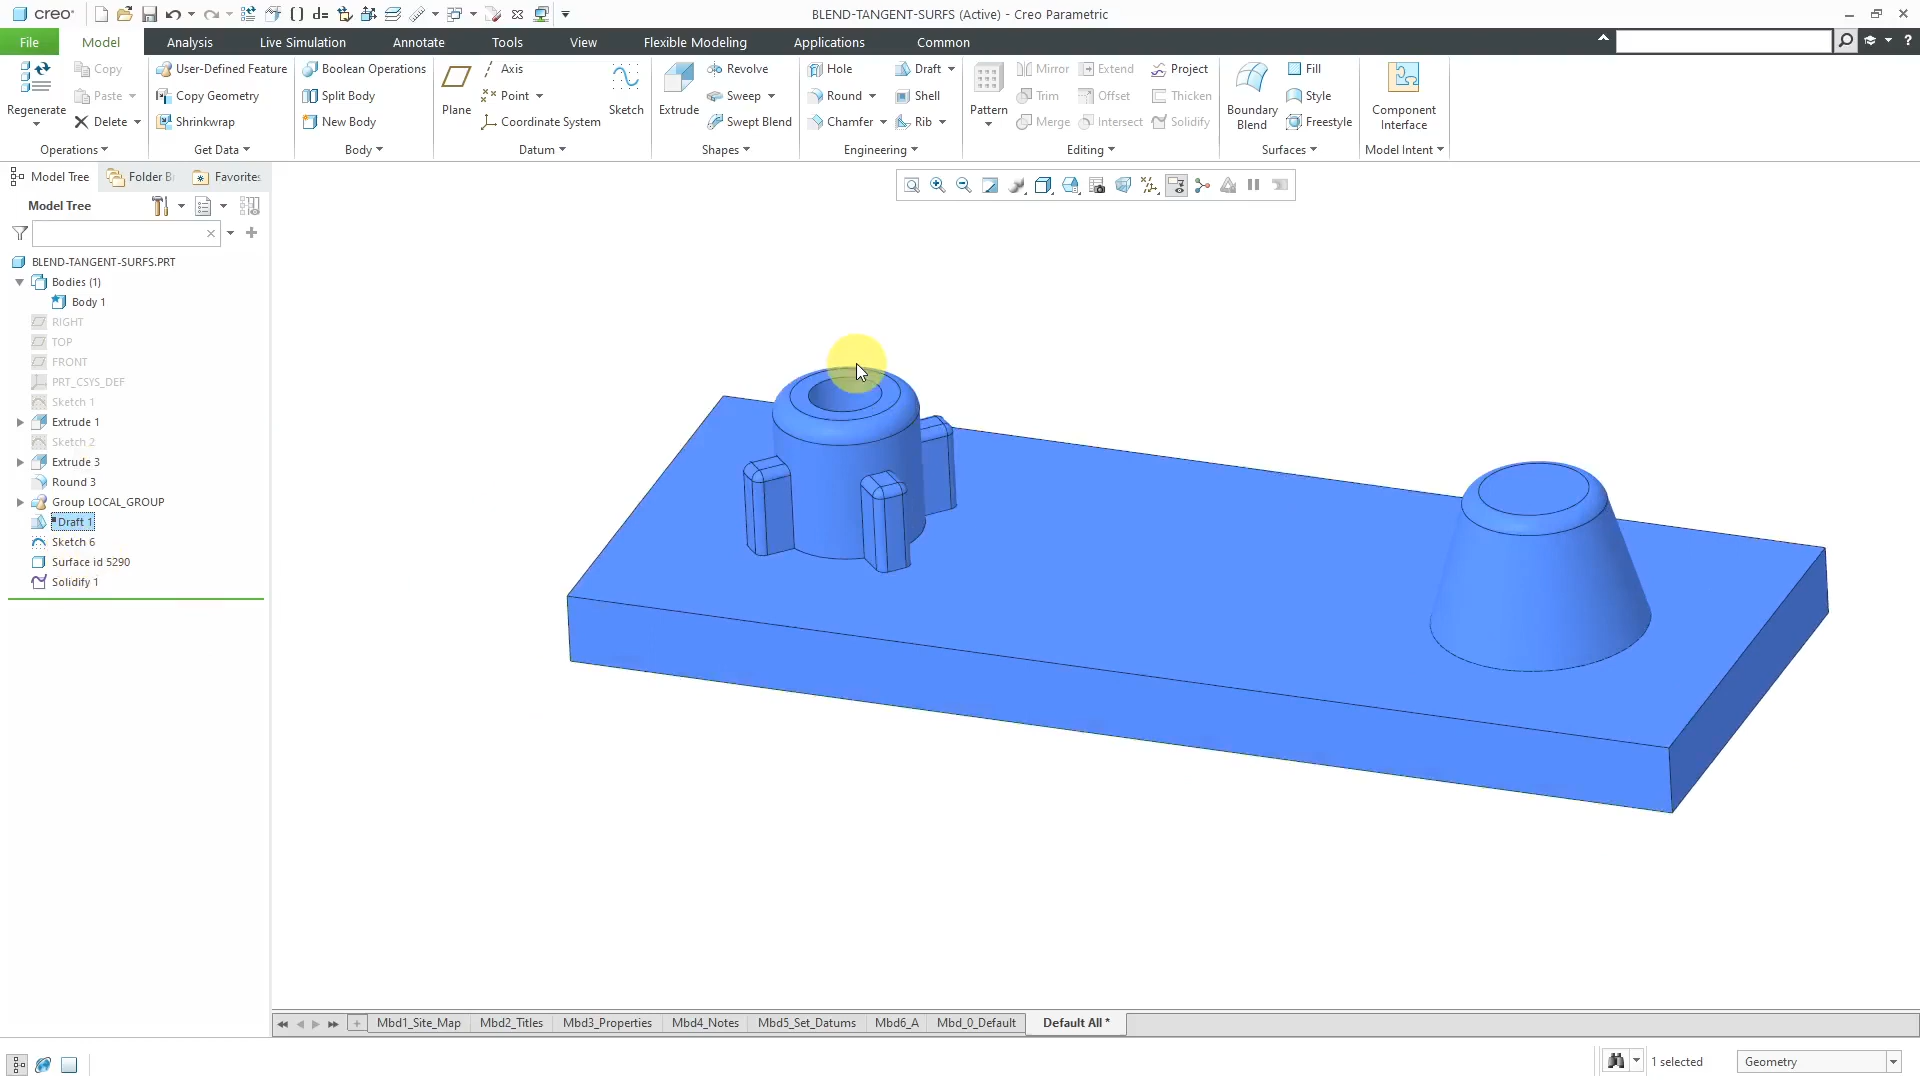 creo
BLEND-TANGENT-SURFS (Active) - Creo Parametric
File
Model
Analysis
Live Simulation
Annotate
Tools
View
Flexible Modeling
Applications
Common
Regenerate
Copy
Paste
Delete
Operations
User-Defined Feature
Copy Geometry
Shrinkwrap
Get Data
Boolean Operations
Split Body
New Body
Body
Plane
Axis
Point
Coordinate System
Sketch
Datum
Extrude
Revolve
Sweep
Swept Blend
Shapes
Hole
Round
Chamfer
Draft
Shell
Rib
Engineering
Pattern
Mirror
Trim
Merge
Extend
Offset
Intersect
Project
Thicken
Solidify
Editing
Boundary
Blend
Fill
Style
Freestyle
Surfaces
Component
Interface
Model Intent
Model Tree
Folder B
Favorites
Model Tree
BLEND-TANGENT-SURFS.PRT
Bodies (1)
Body 1
RIGHT
TOP
FRONT
PRT_CSYS_DEF
Sketch 1
Extrude 1
Sketch 2
Extrude 3
Round 3
Group LOCAL_GROUP
Draft 1
Sketch 6
Surface id 5290
Solidify 1
Mbd1_Site_Map
Mbd2_Titles
Mbd3_Properties
Mbd4_Notes
Mbd5_Set_Datums
Mbd6_A
Mbd_0_Default
Default All *
1 selected
Geometry